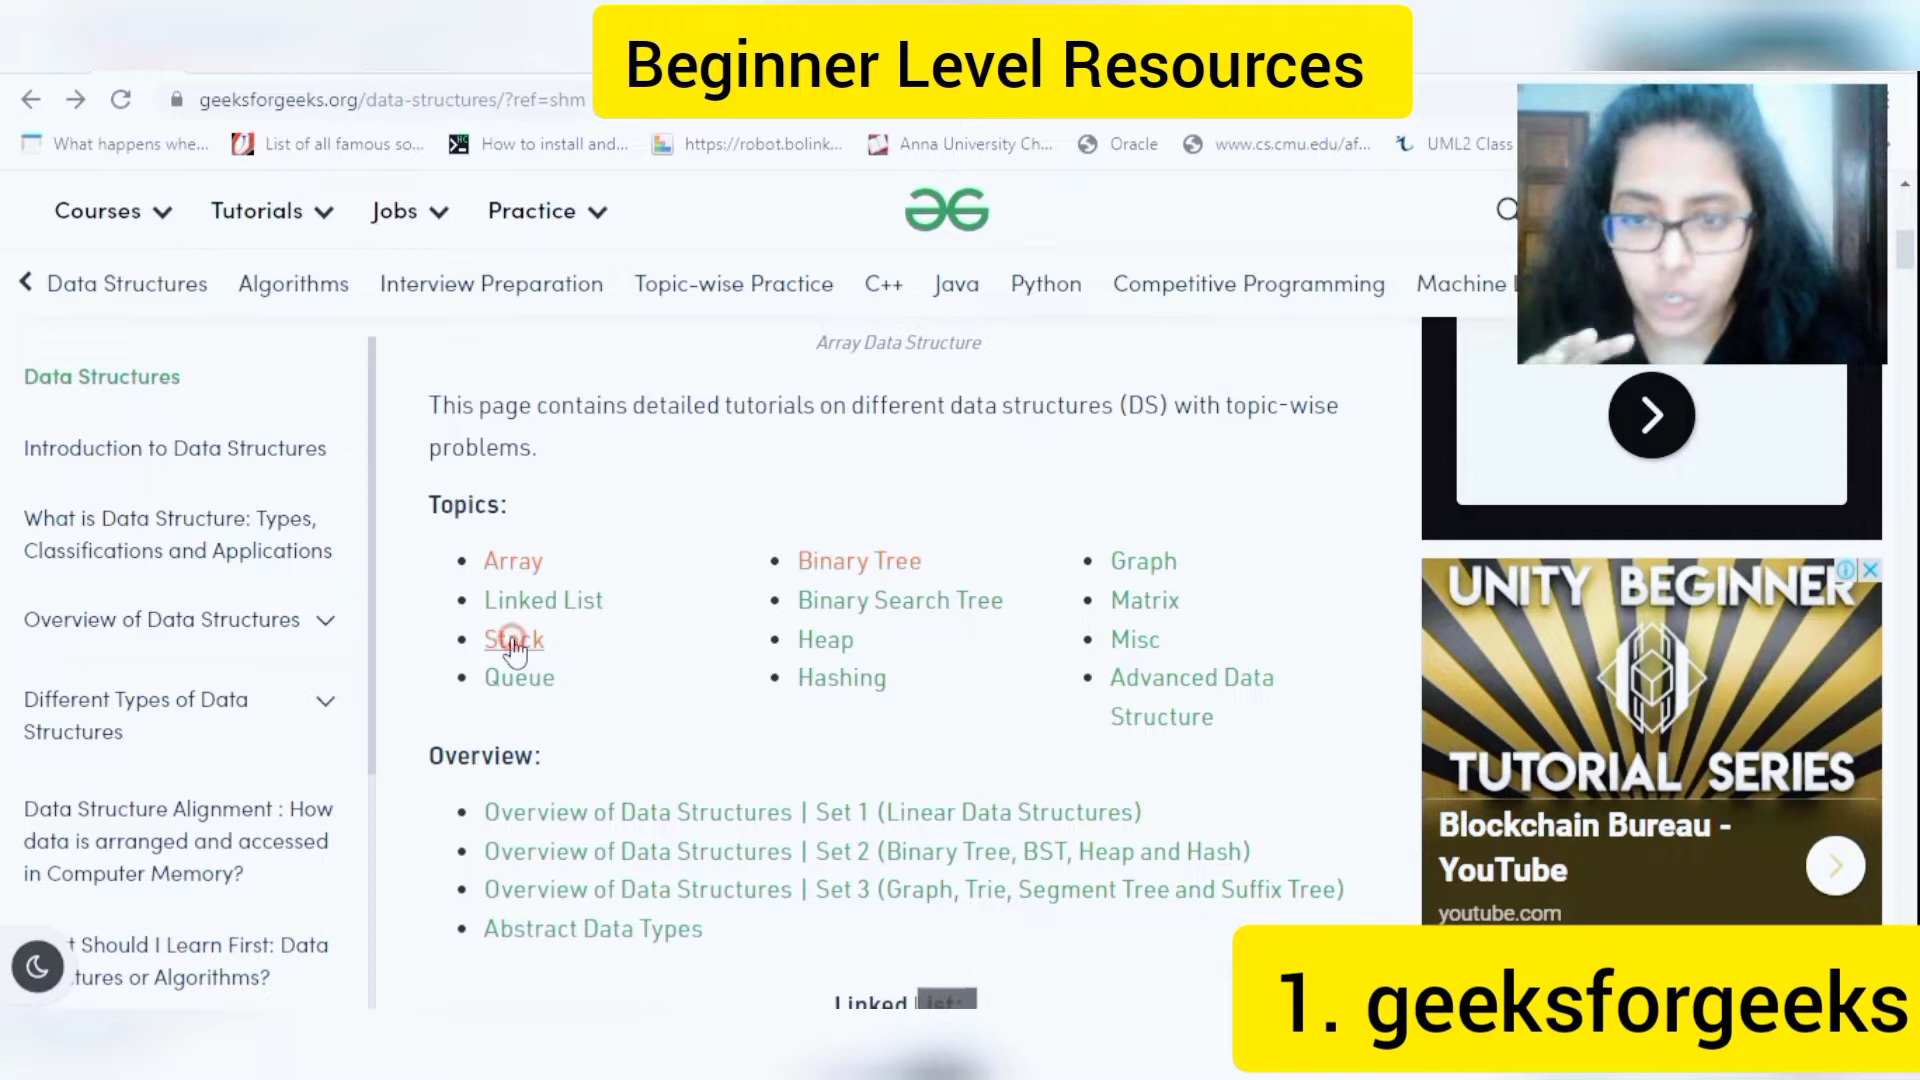 Beginner Level Resources
geeksforgeeks.org/data-structures/?ref=shm
What happens whe...
List of all famous so...
How to install and...
https://robot.bolink...
Anna University Ch...
Oracle
www.cs.cmu.edu/af...
UML2 Class
Courses
Tutorials
Jobs
Practice
Data Structures
Algorithms
Interview Preparation
Topic-wise Practice
C++
Java
Python
Competitive Programming
Machine
Data Structures
Introduction to Data Structures
What is Data Structure: Types,
Classifications and Applications
Overview of Data Structures
Different Types of Data
Structures
Data Structure Alignment : How
data is arranged and accessed
in Computer Memory?
t Should I Learn First: Data
tures or Algorithms?
Array Data Structure
This page contains detailed tutorials on different data structures (DS) with topic-wise
problems.
Topics:
Array
Linked List
Stack
Queue
Binary Tree
Binary Search Tree
Heap
Hashing
Graph
Matrix
Misc
Advanced Data
Structure
Overview:
Overview of Data Structures | Set 1 (Linear Data Structures)
Overview of Data Structures | Set 2 (Binary Tree, BST, Heap and Hash)
Overview of Data Structures | Set 3 (Graph, Trie, Segment Tree and Suffix Tree)
Abstract Data Types
Linked List:
UNITY BEGINNER
TUTORIAL SERIES
Blockchain Bureau -
YouTube
youtube.com
1. geeksforgeeks